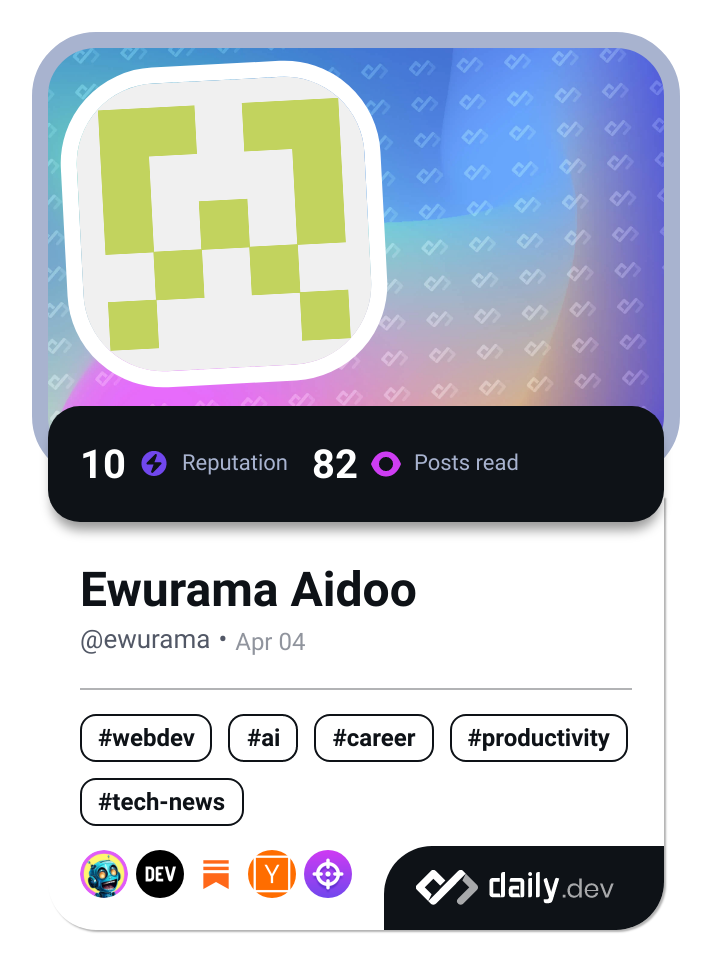 10 Reputation 82 Posts read
Ewurama Aidoo
@ewurama • Apr 04
#webdev #ai #career #productivity
#tech-news
DEV Y daily.dev